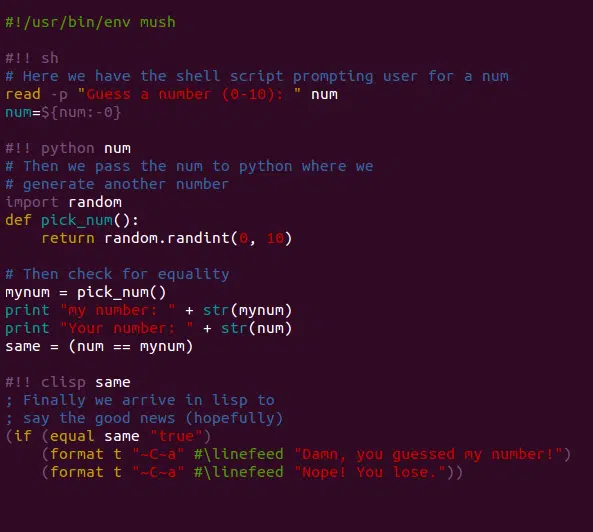 #!/usr/bin/env mush
#!! sh
# Here we have the shell script prompting user for a num
read -p "Guess a number (0-10): " num
num=${num:-0}
#!! python num
# Then we pass the num to python where we
# generate another number
import random
def pick_num():
    return random.randint(0, 10)
# Then check for equality
mynum = pick_num()
print "my number: " + str(mynum)
print "Your number: " + str(num)
same = (num == mynum)
#!! clisp same
; Finally we arrive in lisp to
; say the good news (hopefully)
(if (equal same "true")
    (format t "~C~a" #\linefeed "Damn, you guessed my number!")
    (format t "~C~a" #\linefeed "Nope! You lose."))